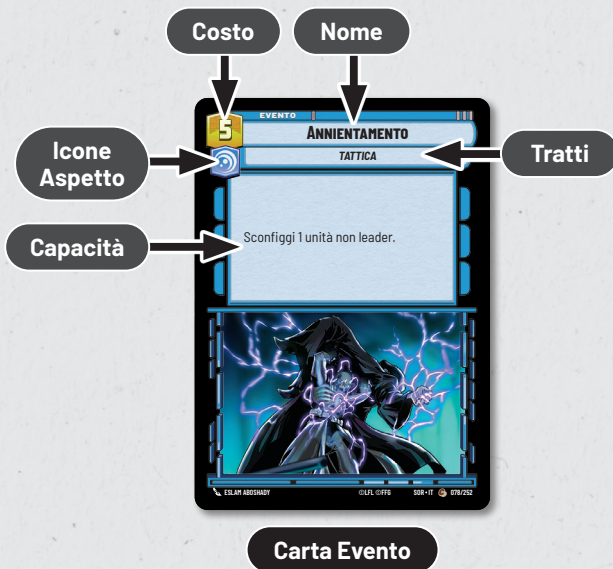 Costo
Nome
EVENTO
5
ANNIENTAMENTO
TATTICA
Icone
Aspetto
Tratti
Capacità
Sconfiggi 1 unità non leader.
ESLAM ABOSHADY
©LFL ©FFG
SOR • IT
078/252
Carta Evento